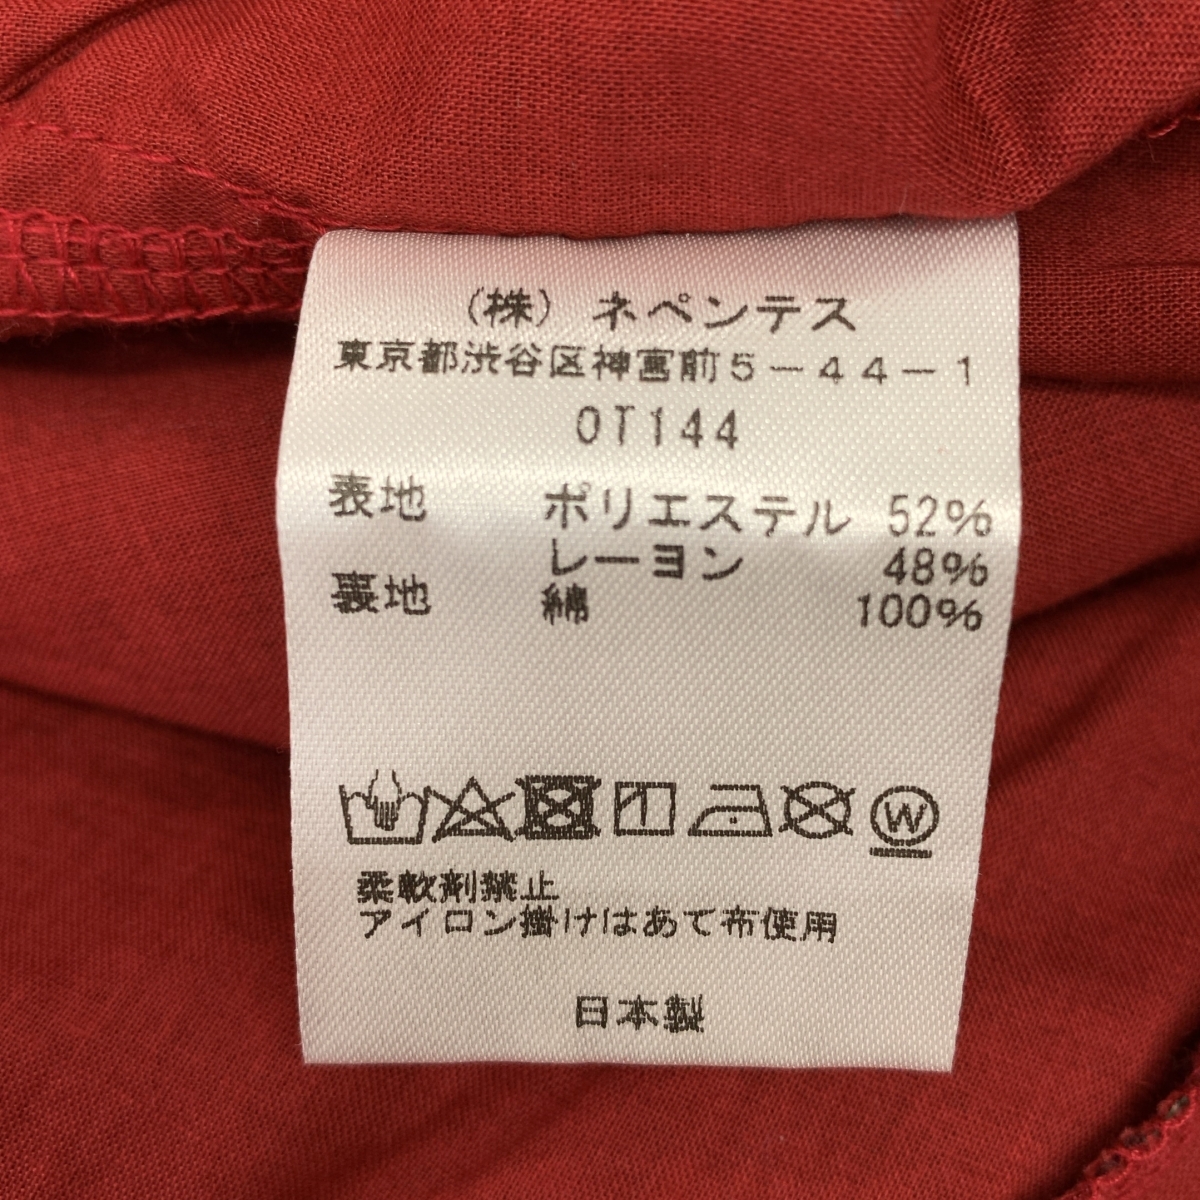 (株) ネペンテス
東京都渋谷区神宮前5-44-1
OT144
表地 ポリエステル 52%
レーヨン 48%
裏地 綿 100%
W
柔軟剤禁止
アイロン掛けはあて布使用
日本製